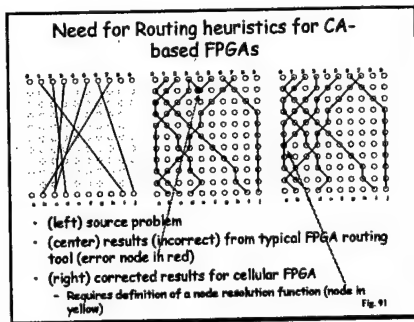 Need for Routing heuristics for CA-
based FPGAs
• (left) source problem
• (center) results (incorrect) from typical FPGA routing
tool (error node in red)
• (right) corrected results for cellular FPGA
– Requires definition of a node resolution function (node in
yellow)
Fig. 91